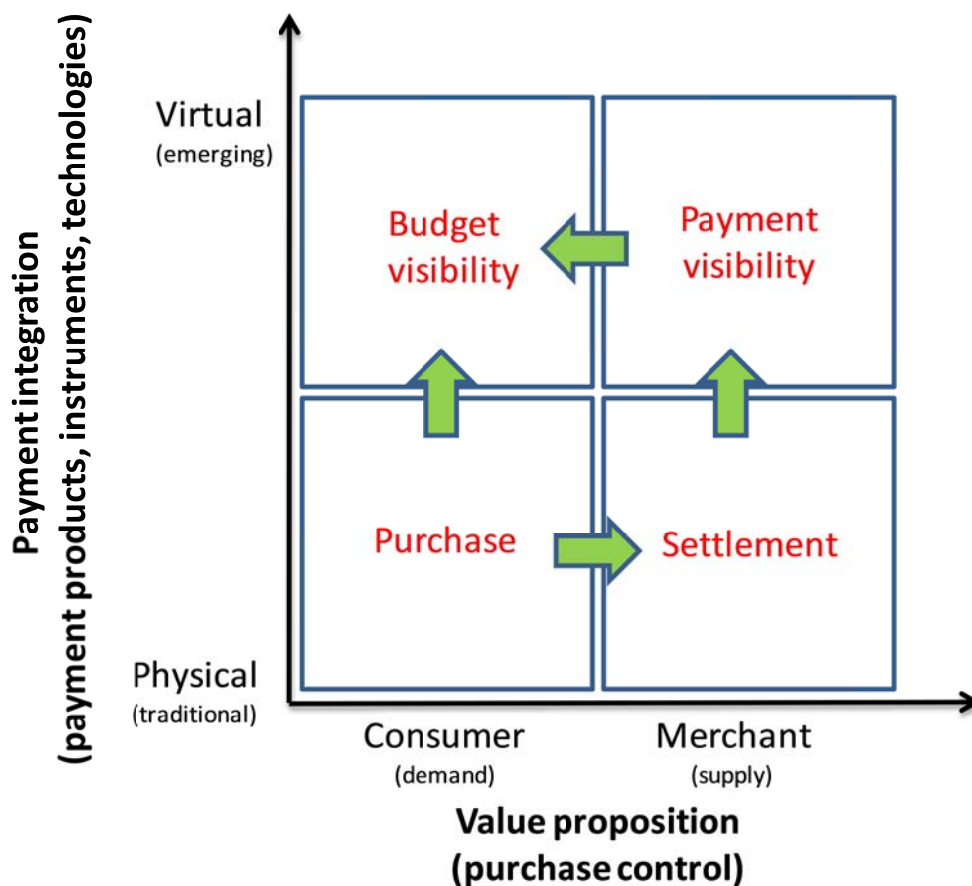 Payment integration
(payment products, instruments, technologies)
Virtual
(emerging)
Budget
visibility
Payment
visibility
Purchase
Settlement
Physical
(traditional)
Consumer
(demand)
Merchant
(supply)
Value proposition
(purchase control)